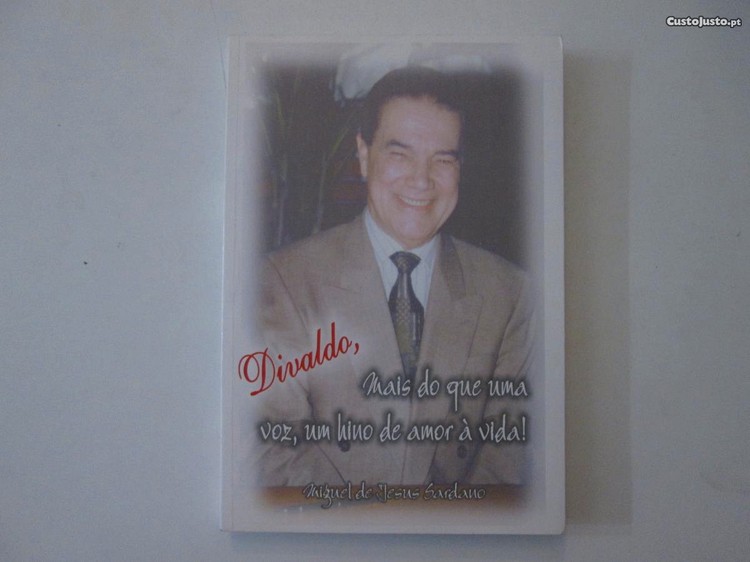 CustoJusto.pt
Divaldo,
Mais do que uma
voz, um hino de amor à vida!
Miguel de Jesus Sardano